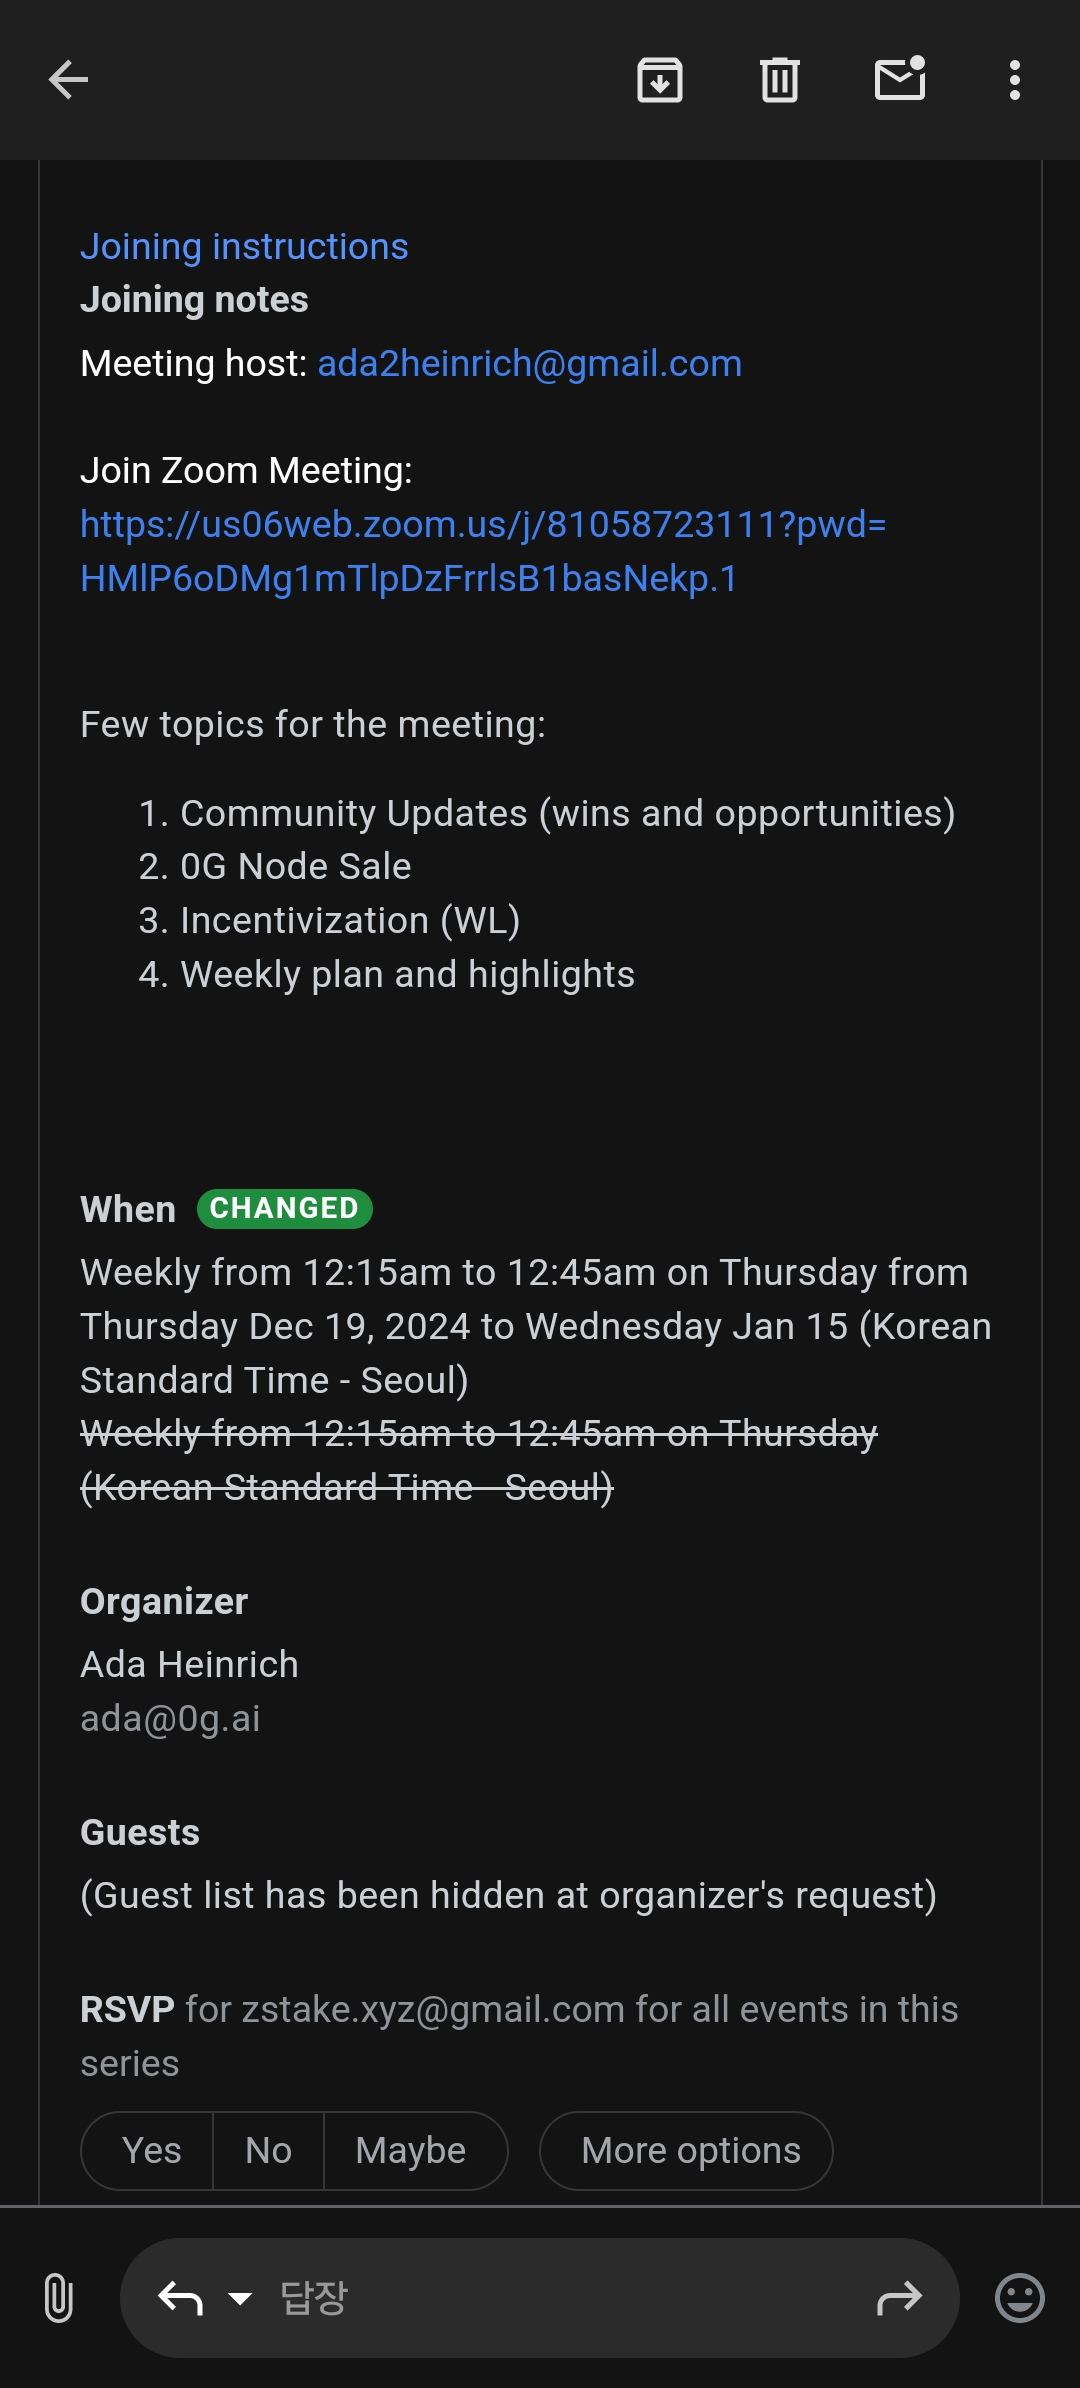 Joining instructions
Joining notes
Meeting host: ada2heinrich@gmail.com
Join Zoom Meeting:
https://us06web.zoom.us/j/81058723111?pwd=
HMlP6oDMg1mTlpDzFrrlsB1basNekp.1
Few topics for the meeting:
1. Community Updates (wins and opportunities)
2. 0G Node Sale
3. Incentivization (WL)
4. Weekly plan and highlights
When CHANGED
Weekly from 12:15am to 12:45am on Thursday from
Thursday Dec 19, 2024 to Wednesday Jan 15 (Korean
Standard Time - Seoul)
Weekly from 12:15am to 12:45am on Thursday
(Korean Standard Time - Seoul)
Organizer
Ada Heinrich
ada@0g.ai
Guests
(Guest list has been hidden at organizer's request)
RSVP for zstake.xyz@gmail.com for all events in this
series
Yes No Maybe More options
답장